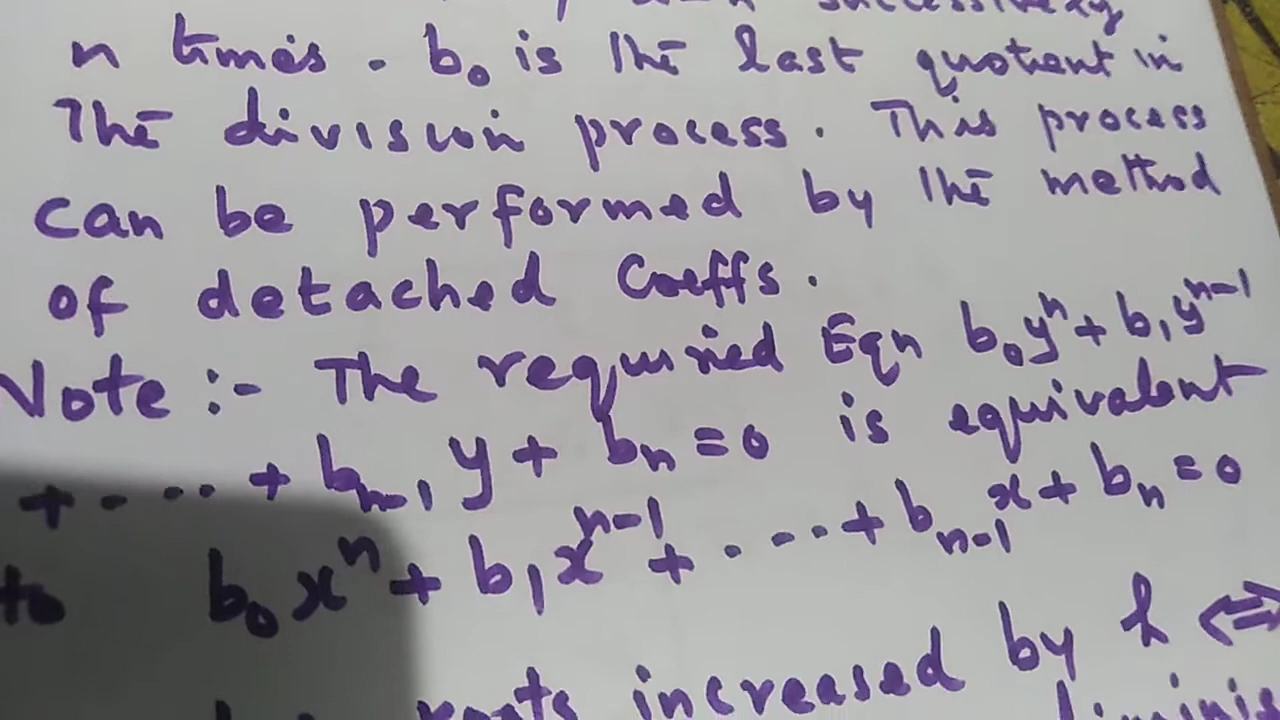 successively
n times. b₀ is the last quotient in
The division process. This process
can be performed by the method
of detached Coeffs.
Note :- The required Eqn b₀yⁿ + b₁yⁿ⁻¹
+ . ... + bₙ₋₁ y + bₙ = 0 is equivalent
to b₀xⁿ + b₁xⁿ⁻¹ + . ... + bₙ₋₁x + bₙ = 0
roots increased by h ⇔